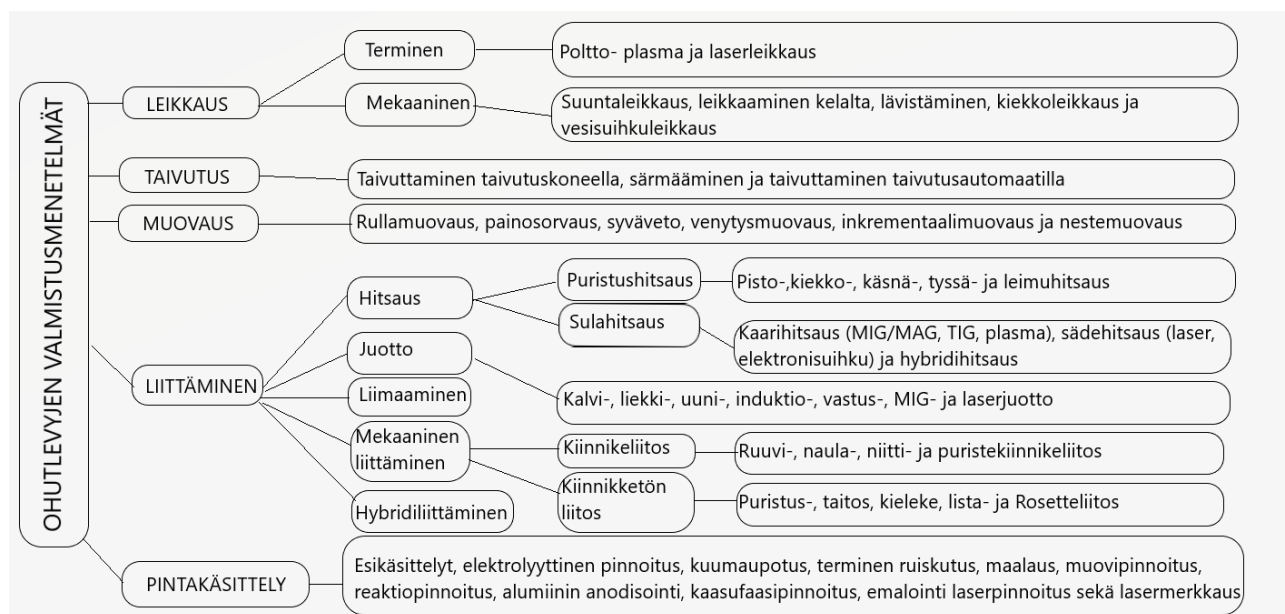 OHUTLEVYJEN VALMISTUSMENETELMÄT
LEIKKAUS
Terminen
Poltto- plasma ja laserleikkaus
Mekaaninen
Suuntaleikkaus, leikkaaminen kelalta, lävistäminen, kiekkoleikkaus ja
vesisuihkuleikkaus
TAIVUTUS
Taivuttaminen taivutuskoneella, särmääminen ja taivuttaminen taivutusautomaatilla
MUOVAUS
Rullamuovaus, painosorvaus, syväveto, venytysmuovaus, inkrementaalimuovaus ja nestemuovaus
LIITTÄMINEN
Hitsaus
Puristushitsaus
Pisto-,kiekko-, käsnä-, tyssä- ja leimuhitsaus
Sulahitsaus
Kaarihitsaus (MIG/MAG, TIG, plasma), sädehitsaus (laser,
elektronisuihku) ja hybridihitsaus
Juotto
Kalvi-, liekki-, uuni-, induktio-, vastus-, MIG- ja laserjuotto
Liimaaminen
Mekaaninen
liittäminen
Kiinnikeliitos
Ruuvi-, naula-, niitti- ja puristekiinnikeliitos
Kiinnikketön
liitos
Puristus-, taitos, kieleke, lista- ja Rosetteliitos
Hybridiliittäminen
PINTAKÄSITTELY
Esikäsittelyt, elektrolyyttinen pinnoitus, kuumaupotus, terminen ruiskutus, maalaus, muovipinnoitus,
reaktiopinnoitus, alumiinin anodisointi, kaasufaasipinnoitus, emalointi laserpinnoitus sekä lasermerkkaus